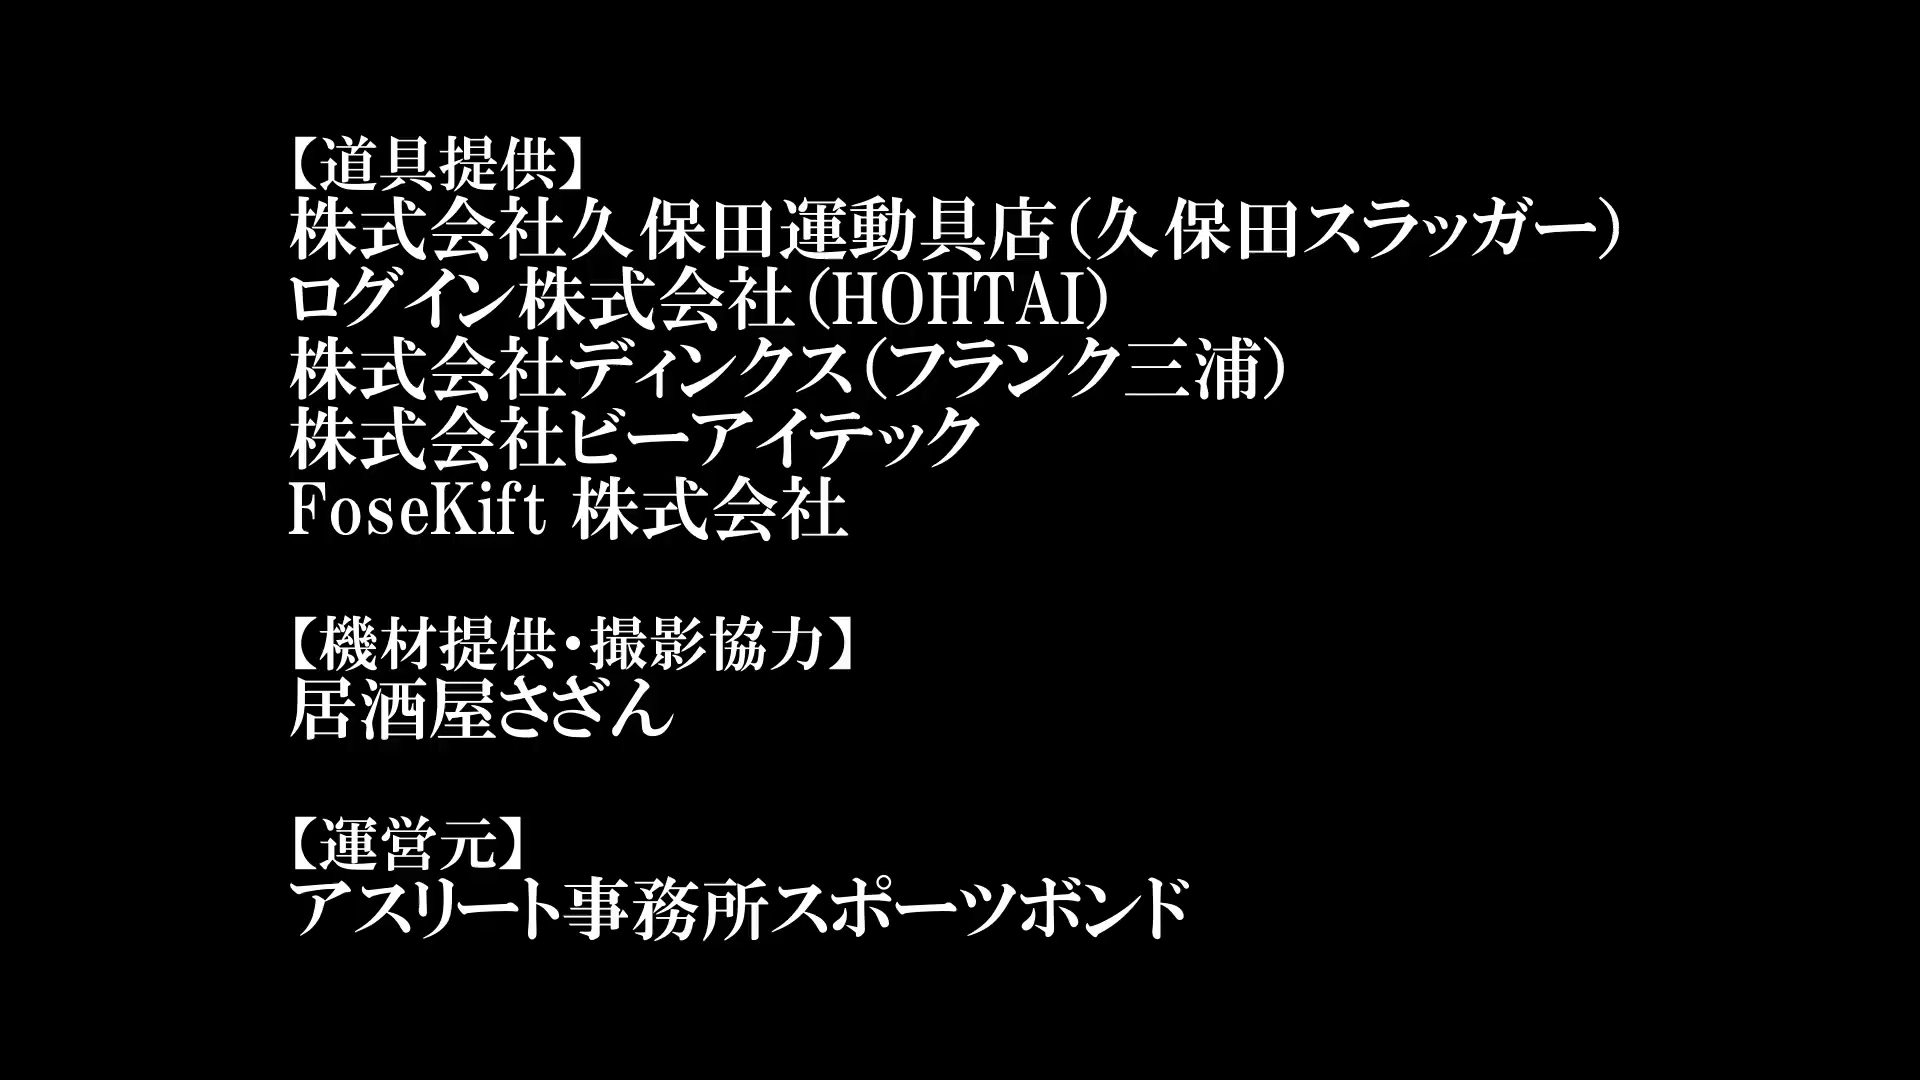 【道具提供】
株式会社久保田運動具店（久保田スラッガー）
ログイン株式会社（HOHTAI）
株式会社ディンクス（フランク三浦）
株式会社ビーアイテック
FoseKift 株式会社
【機材提供・撮影協力】
居酒屋さざん
【運営元】
アスリート事務所スポーツボンド